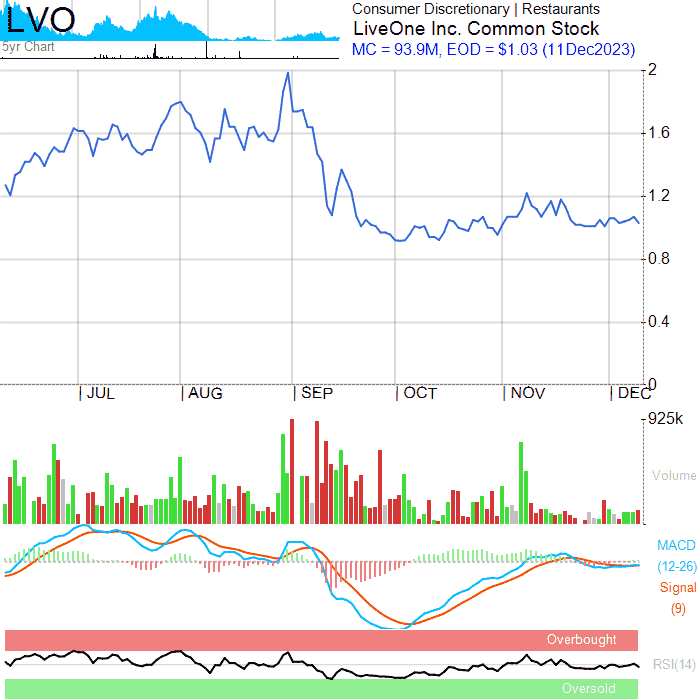 LVO
5yr Chart
Consumer Discretionary | Restaurants
LiveOne Inc. Common Stock
MC = 93.9M, EOD = $1.03 (11Dec2023)
2
1.6
1.2
0.8
0.4
0
JUL
AUG
SEP
OCT
NOV
DEC
925k
Volume
MACD
(12-26)
Signal
(9)
Overbought
RSI(14)
Oversold